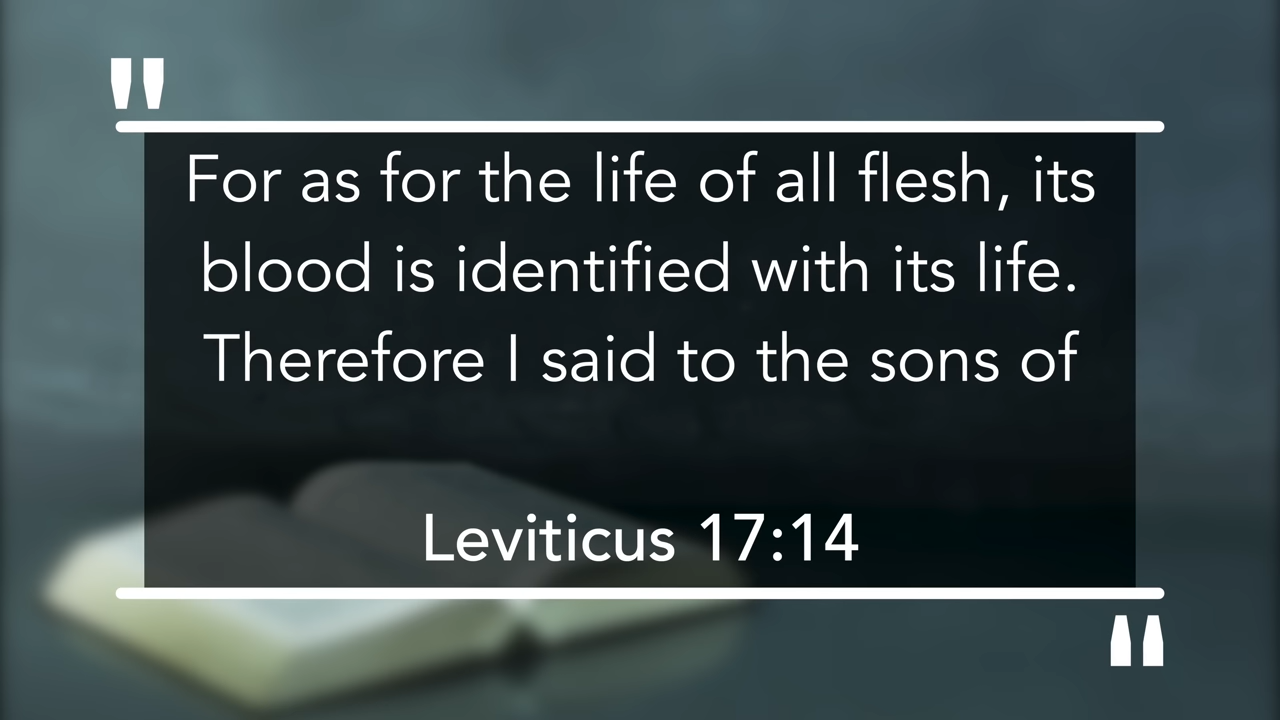 "
For as for the life of all flesh, its
blood is identified with its life.
Therefore I said to the sons of
Leviticus 17:14
"